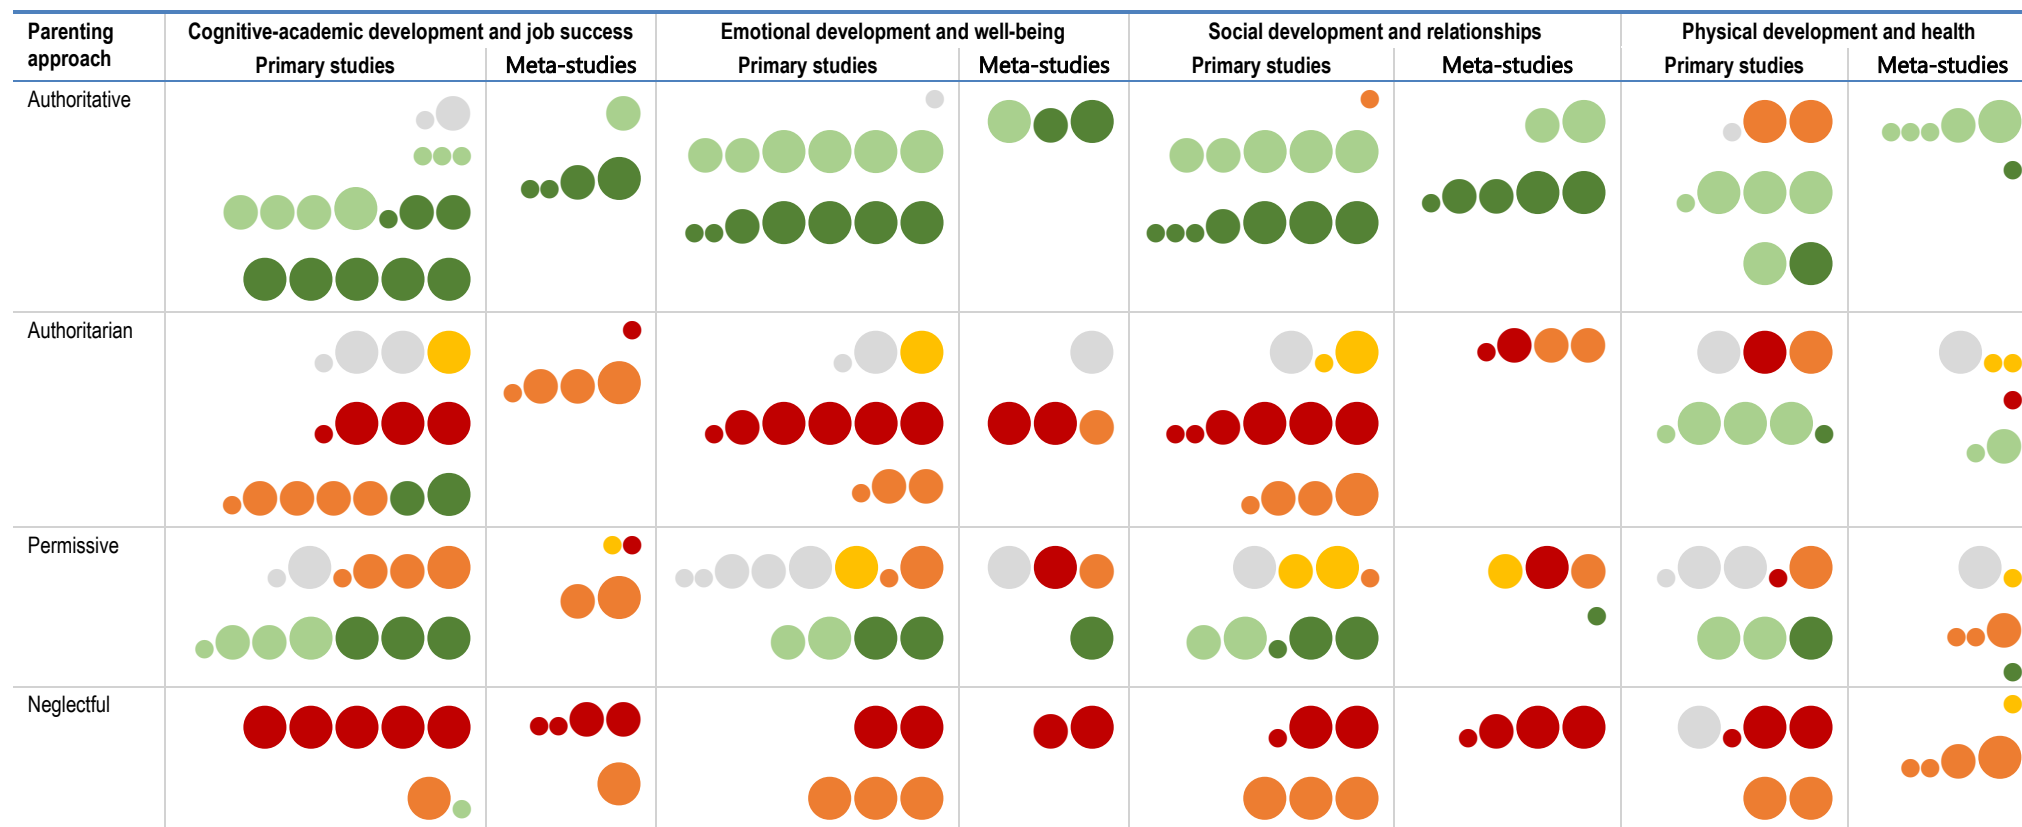 Parenting approach
Cognitive-academic development and job success
Emotional development and well-being
Social development and relationships
Physical development and health
Primary studies
Meta-studies
Primary studies
Meta-studies
Primary studies
Meta-studies
Primary studies
Meta-studies
Authoritative
Authoritarian
Permissive
Neglectful